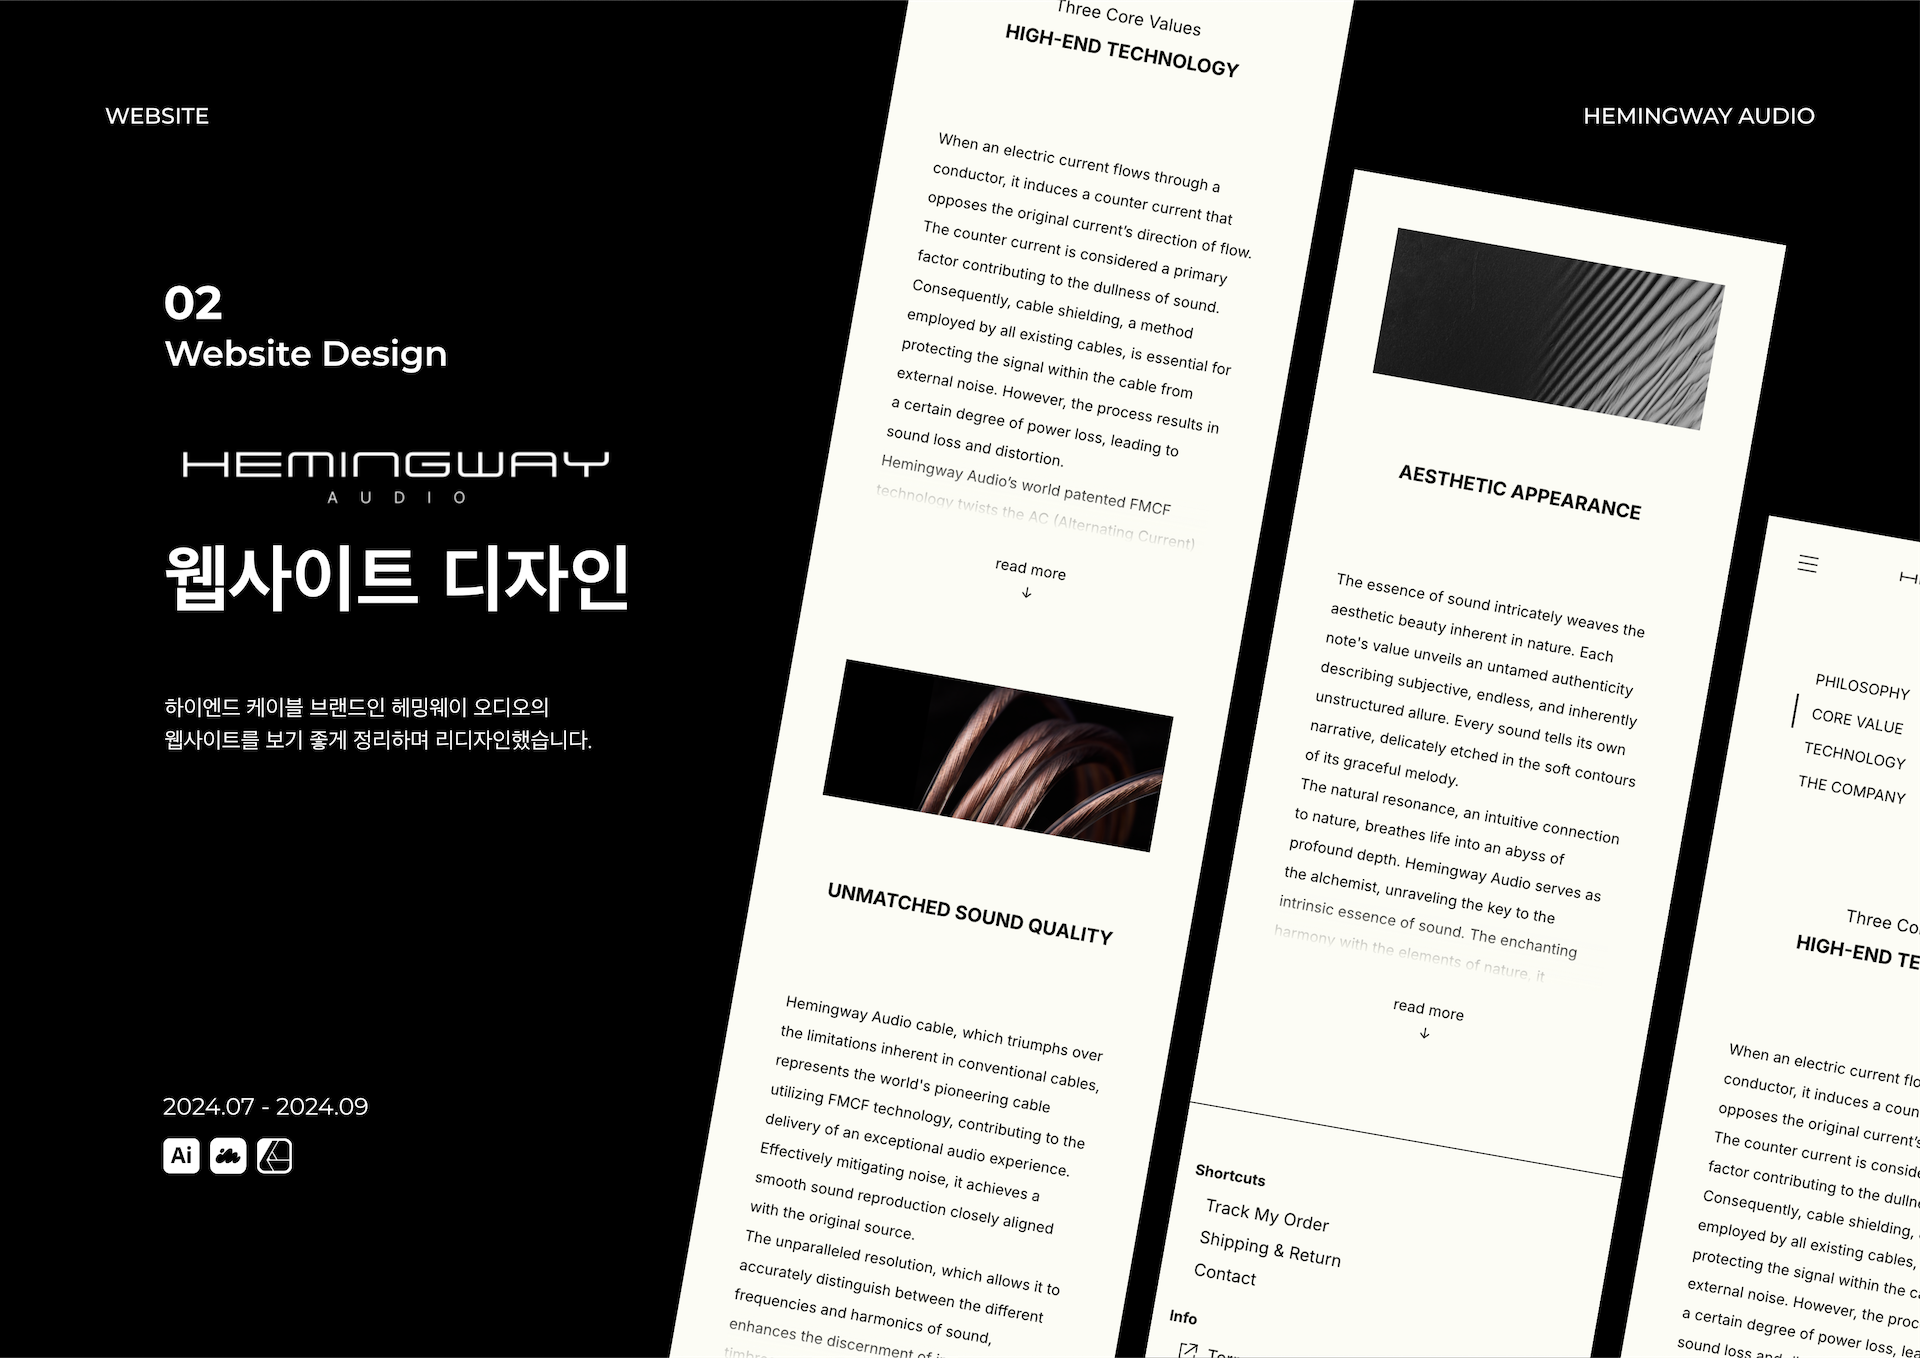 WEBSITE
HEMINGWAY AUDIO
02
Website Design
HEMINGWAY
AUDIO
웹사이트 디자인
하이엔드 케이블 브랜드인 헤밍웨이 오디오의
웹사이트를 보기 좋게 정리하며 리디자인했습니다.
2024.07 - 2024.09
Ai
Three Core Values
HIGH-END TECHNOLOGY
When an electric current flows through a
conductor, it induces a counter current that
opposes the original current's direction of flow.
The counter current is considered a primary
factor contributing to the dullness of sound.
Consequently, cable shielding, a method
employed by all existing cables, is essential for
protecting the signal within the cable from
external noise. However, the process results in
a certain degree of power loss, leading to
sound loss and distortion.
Hemingway Audio's world patented FMCF
technology twists the AC (Alternating Current)
read more
↓
UNMATCHED SOUND QUALITY
Hemingway Audio cable, which triumphs over
the limitations inherent in conventional cables,
represents the world's pioneering cable
utilizing FMCF technology, contributing to the
delivery of an exceptional audio experience.
Effectively mitigating noise, it achieves a
smooth sound reproduction closely aligned
with the original source.
The unparalleled resolution, which allows it to
accurately distinguish between the different
frequencies and harmonics of sound,
enhances the discernment of
AESTHETIC APPEARANCE
The essence of sound intricately weaves the
aesthetic beauty inherent in nature. Each
note's value unveils an untamed authenticity
describing subjective, endless, and inherently
unstructured allure. Every sound tells its own
narrative, delicately etched in the soft contours
of its graceful melody.
The natural resonance, an intuitive connection
to nature, breathes life into an abyss of
profound depth. Hemingway Audio serves as
the alchemist, unraveling the key to the
intrinsic essence of sound. The enchanting
harmony with the elements of nature, it
read more
↓
Shortcuts
Track My Order
Shipping & Return
Contact
Info
PHILOSOPHY
CORE VALUE
TECHNOLOGY
THE COMPANY
Three Co
HIGH-END TE
When an electric current flo
conductor, it induces a coun
opposes the original current's
The counter current is conside
factor contributing to the dulln
Consequently, cable shielding,
employed by all existing cables,
protecting the signal within the ca
external noise. However, the proc
a certain degree of power loss, lea
sound loss and